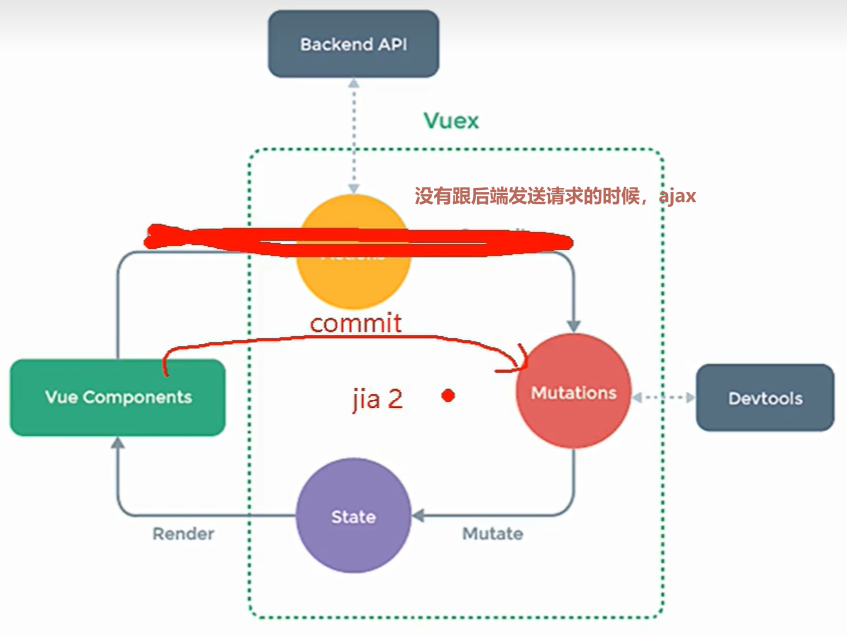 Backend API
Vuex
没有跟后端发送请求的时候，ajax
commit
Vue Components
jia 2
Mutations
Devtools
State
Render
Mutate